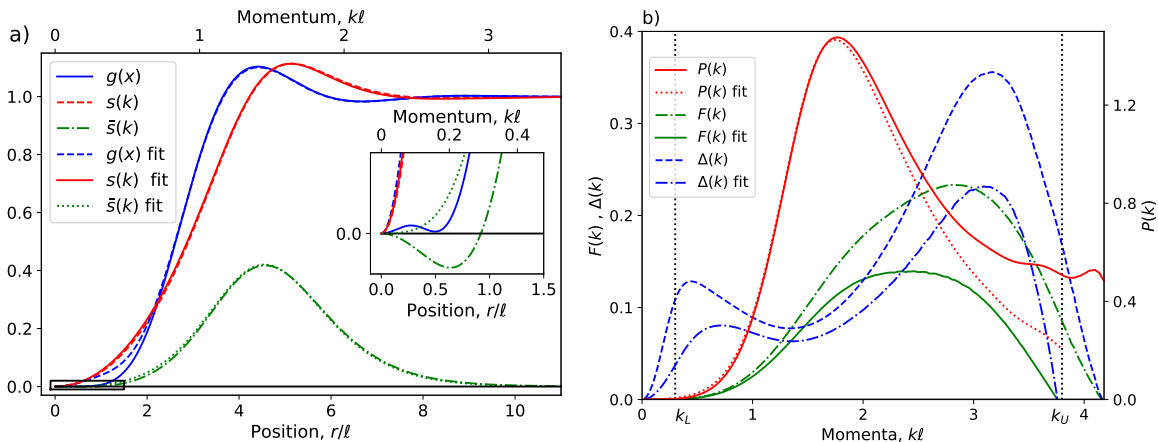 a)
Momentum, kℓ
0 1 2 3
g(x)
s(k)
s̄(k)
g(x) fit
s(k) fit
s̄(k) fit
1.0
0.8
0.6
0.4
0.2
0.0
0 2 4 6 8 10
Position, r/ℓ
Momentum, kℓ
0 0.2 0.4
0.0
0.0 0.5 1.0 1.5
Position, r/ℓ
b)
P(k)
P(k) fit
F(k)
F(k) fit
Δ(k)
Δ(k) fit
0.4
0.3
0.2
0.1
0.0
F(k) , Δ(k)
1.2
0.8
0.4
0.0
P(k)
0 1 2 3 4
k_L k_U
Momenta, kℓ